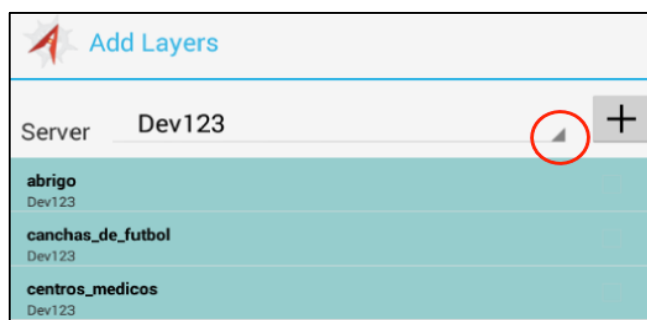 Add Layers
Server Dev123 +
abrigo
Dev123
canchas_de_futbol
Dev123
centros_medicos
Dev123